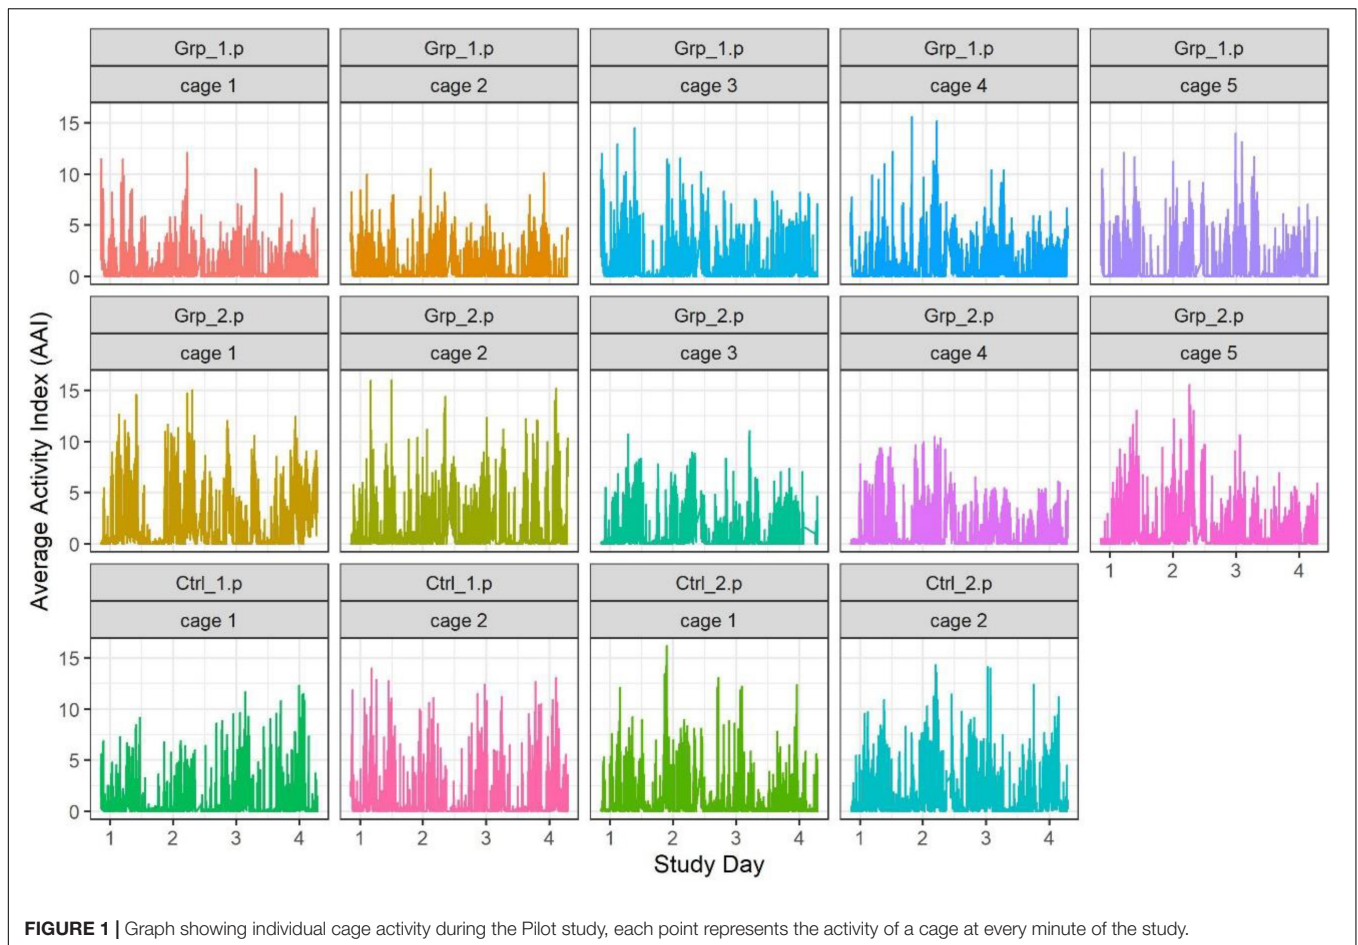 Grp_1.p Grp_1.p Grp_1.p Grp_1.p Grp_1.p
cage 1 cage 2 cage 3 cage 4 cage 5
15
10
5
0
Grp_2.p Grp_2.p Grp_2.p Grp_2.p Grp_2.p
cage 1 cage 2 cage 3 cage 4 cage 5
15
10
5
0
1 2 3 4
Average Activity Index (AAI)
Ctrl_1.p Ctrl_1.p Ctrl_2.p Ctrl_2.p
cage 1 cage 2 cage 1 cage 2
15
10
5
0
1 2 3 4 1 2 3 4 1 2 3 4 1 2 3 4
Study Day
FIGURE 1 | Graph showing individual cage activity during the Pilot study, each point represents the activity of a cage at every minute of the study.